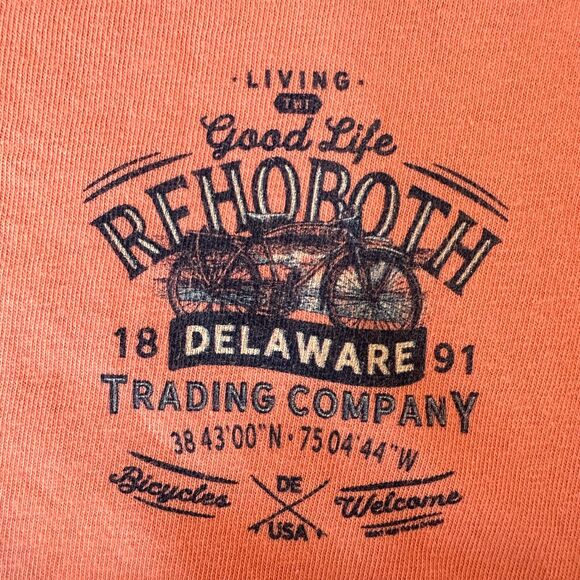 · LIVING ·
THE
Good Life
REHOBOTH
18 DELAWARE 91
TRADING COMPANY
38 43'00"N · 75 04'44"W
Bicycles DE Welcome
USA